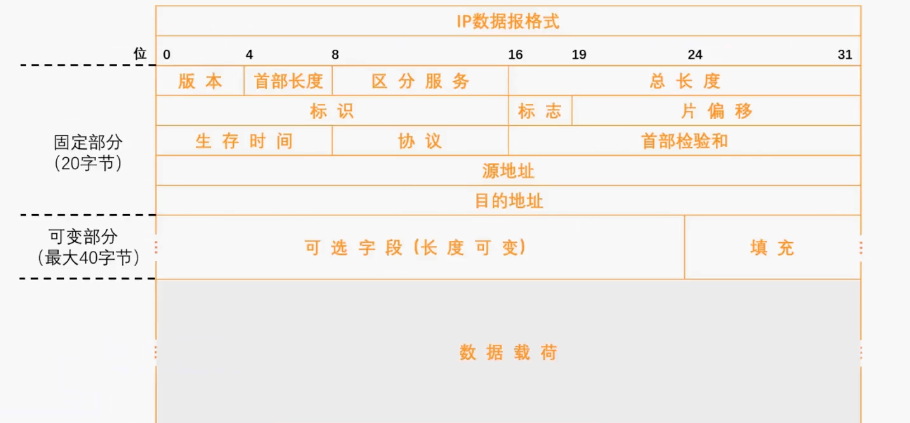 IP数据报格式
位 0 4 8 16 19 24 31
版 本 首部长度 区 分 服 务 总 长 度
标 识 标 志 片 偏 移
固定部分
(20字节)
生 存 时 间 协 议 首部检验和
源地址
目的地址
可变部分
(最大40字节)
可 选 字 段 (长 度 可 变) 填 充
数 据 载 荷